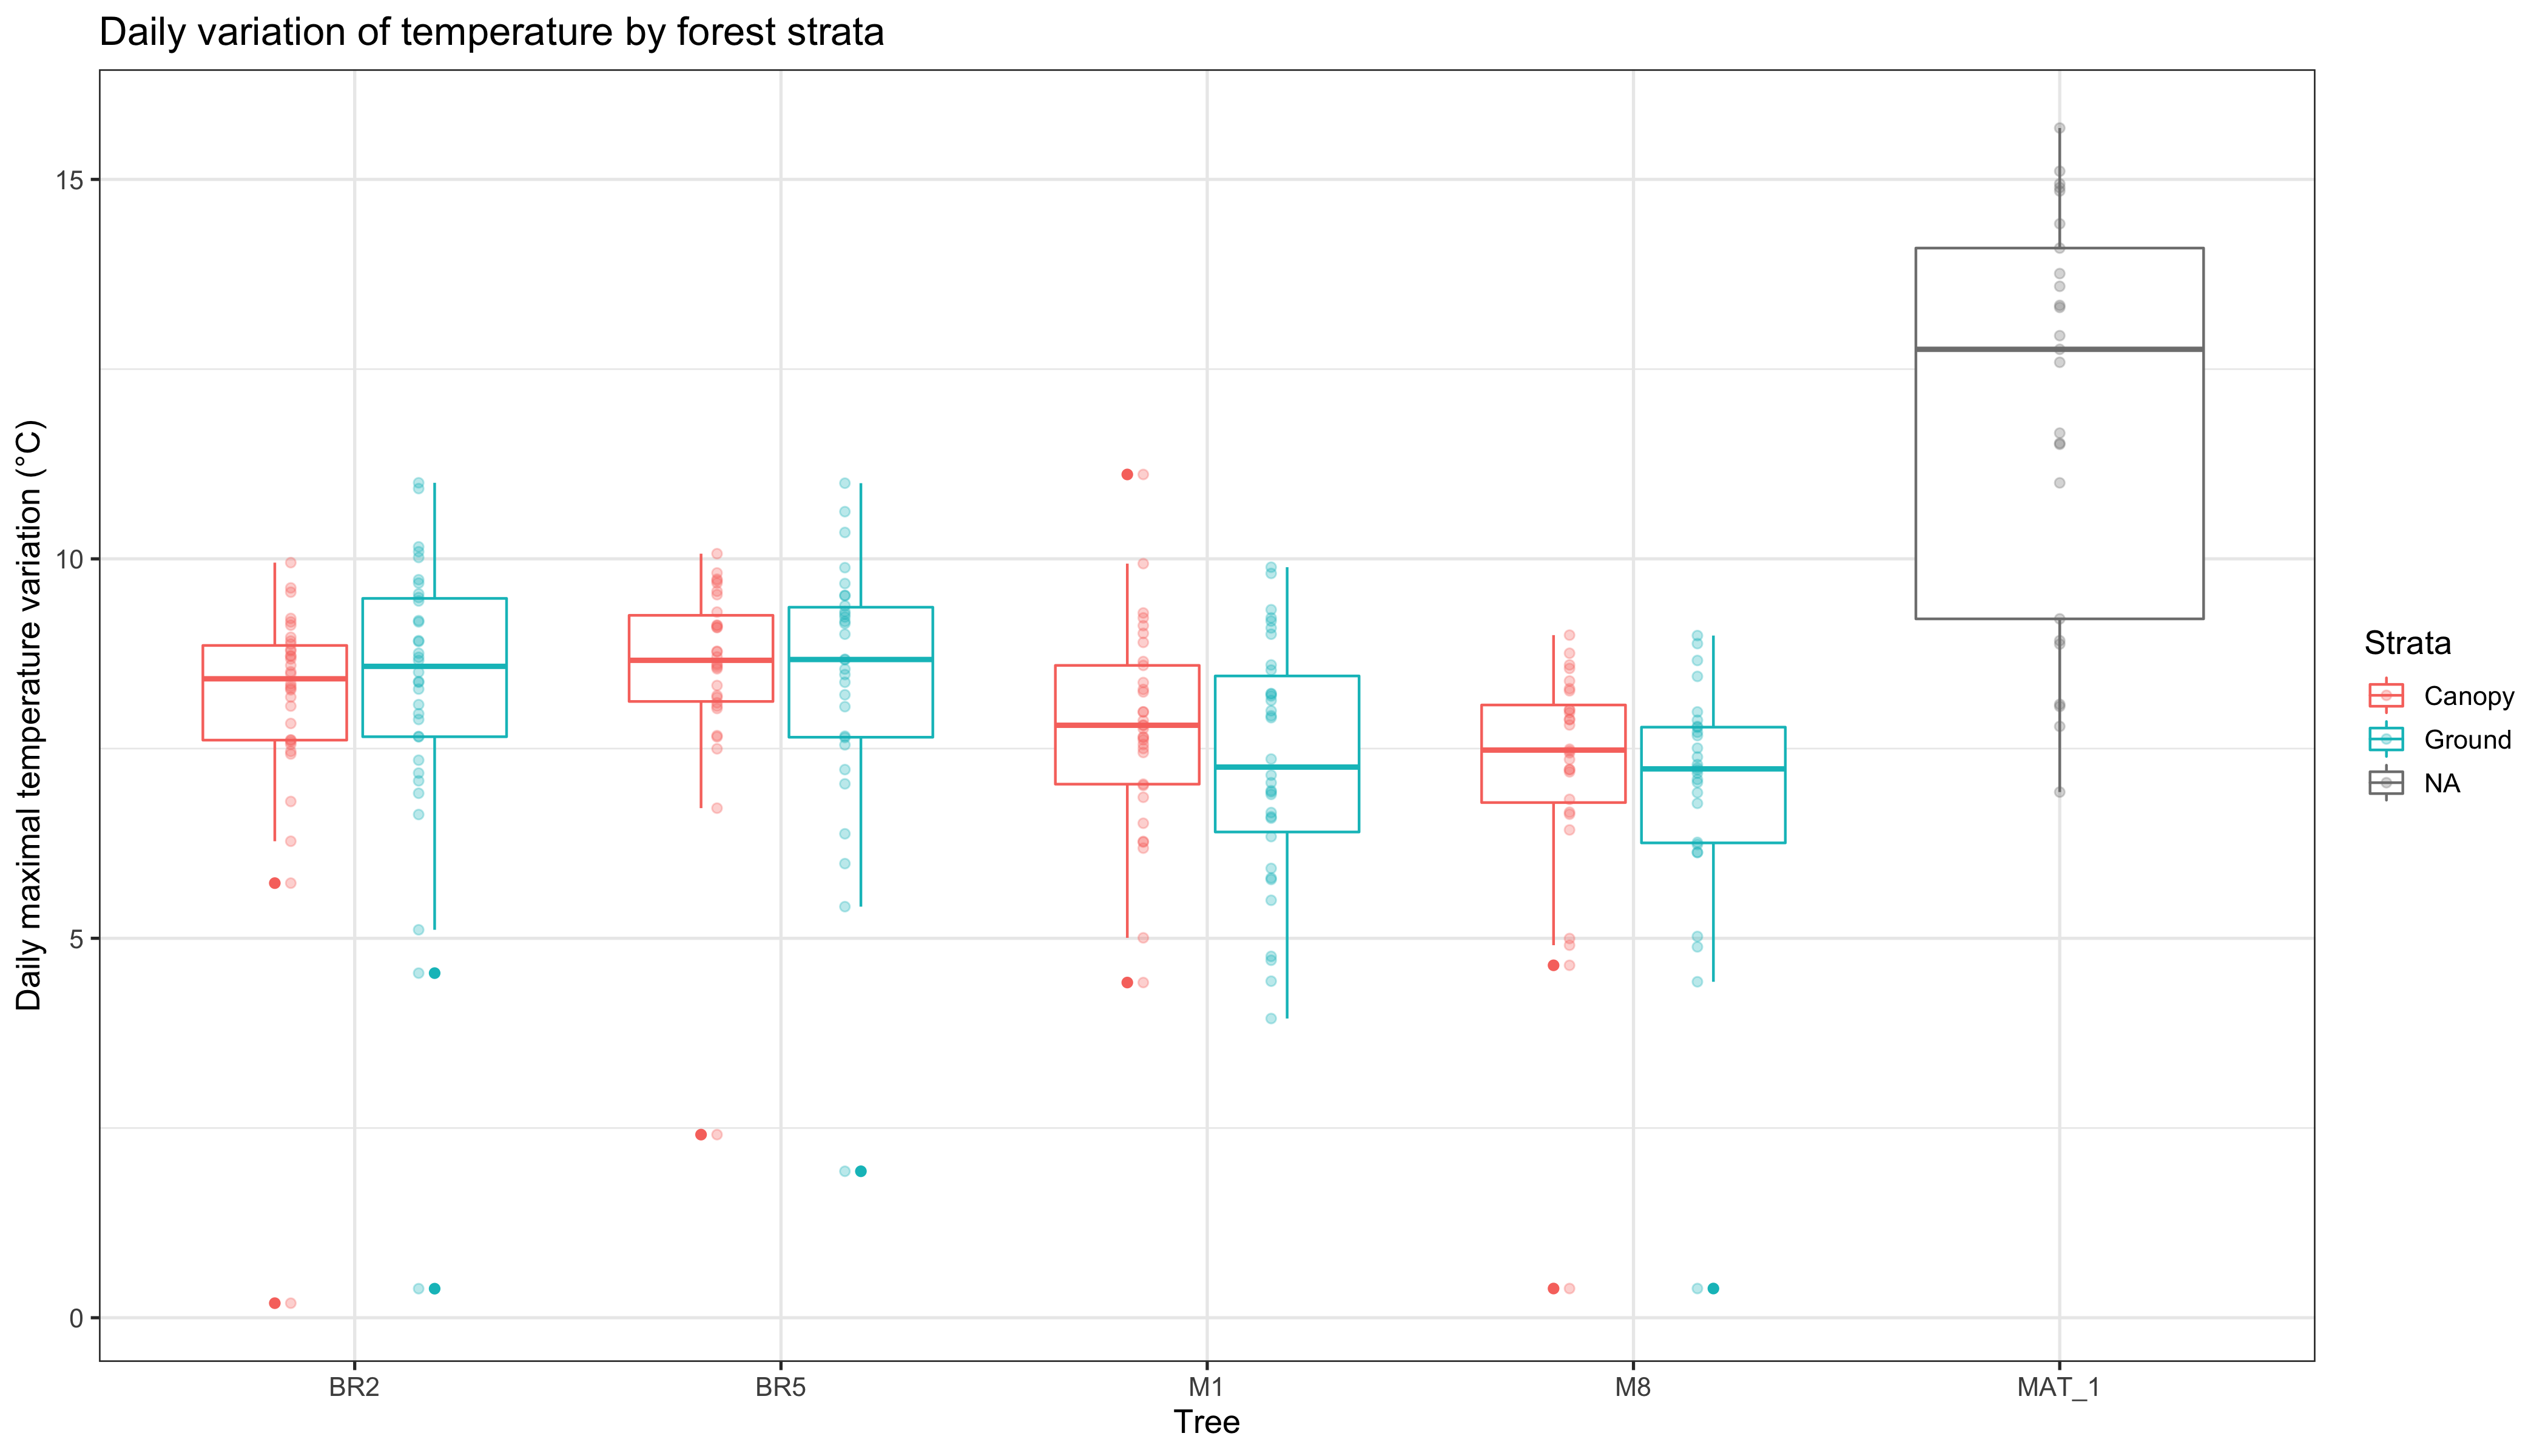 Daily variation of temperature by forest strata
Daily maximal temperature variation (°C)
15
10
5
0
BR2
BR5
M1
M8
MAT_1
Tree
Strata
Canopy
Ground
NA